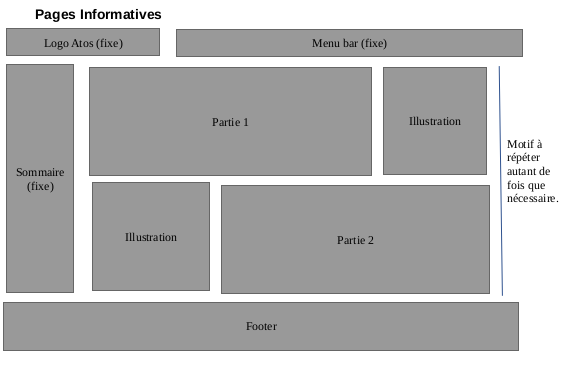 Pages Informatives
Logo Atos (fixe)
Menu bar (fixe)
Sommaire
(fixe)
Partie 1
Illustration
Illustration
Partie 2
Motif à
répéter
autant de
fois que
nécessaire.
Footer